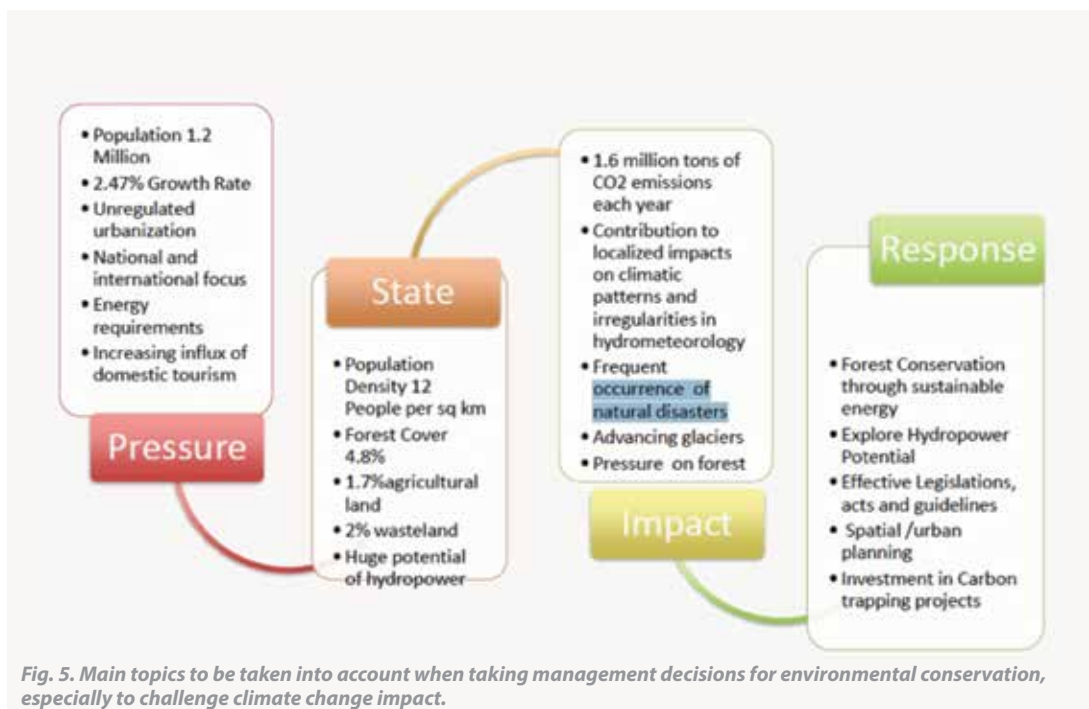 • Population 1.2
Million
• 2.47% Growth Rate
• Unregulated
urbanization
• National and
international focus
• Energy
requirements
• Increasing influx of
domestic tourism
Pressure
State
• Population
Density 12
People per sq km
• Forest Cover
4.8%
• 1.7%agricultural
land
• 2% wasteland
• Huge potential
of hydropower
• 1.6 million tons of
CO2 emissions
each year
• Contribution to
localized impacts
on climatic
patterns and
irregularities in
hydrometeorology
• Frequent
occurrence of
natural disasters
• Advancing glaciers
• Pressure on forest
Impact
Response
• Forest Conservation
through sustainable
energy
• Explore Hydropower
Potential
• Effective Legislations,
acts and guidelines
• Spatial /urban
planning
• Investment in Carbon
trapping projects
Fig. 5. Main topics to be taken into account when taking management decisions for environmental conservation,
especially to challenge climate change impact.